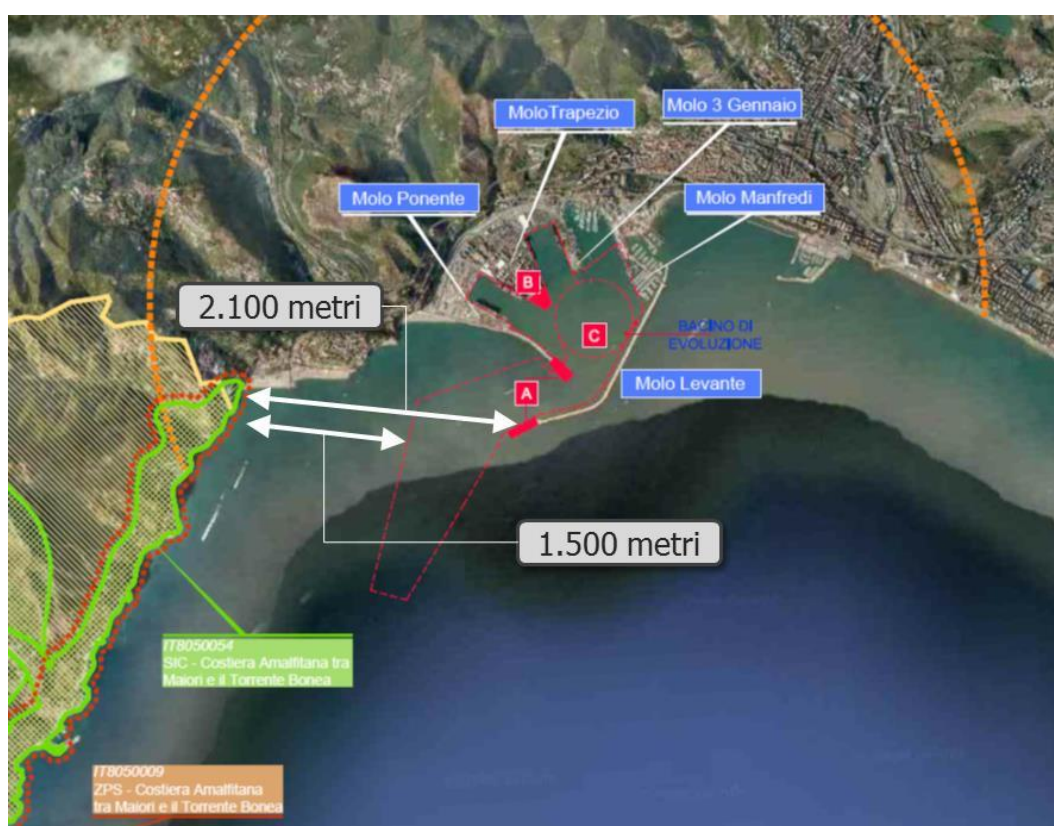 MoloTrapezio
Molo 3 Gennaio
Molo Ponente
Molo Manfredi
B
2.100 metri
C
BACINO DI
EVOLUZIONE
Molo Levante
A
1.500 metri
IT8050054
SIC - Costiera Amalfitana tra
Maiori e il Torrente Bonea
IT8050009
ZPS - Costiera Amalfitana
tra Maiori e il Torrente Bonea